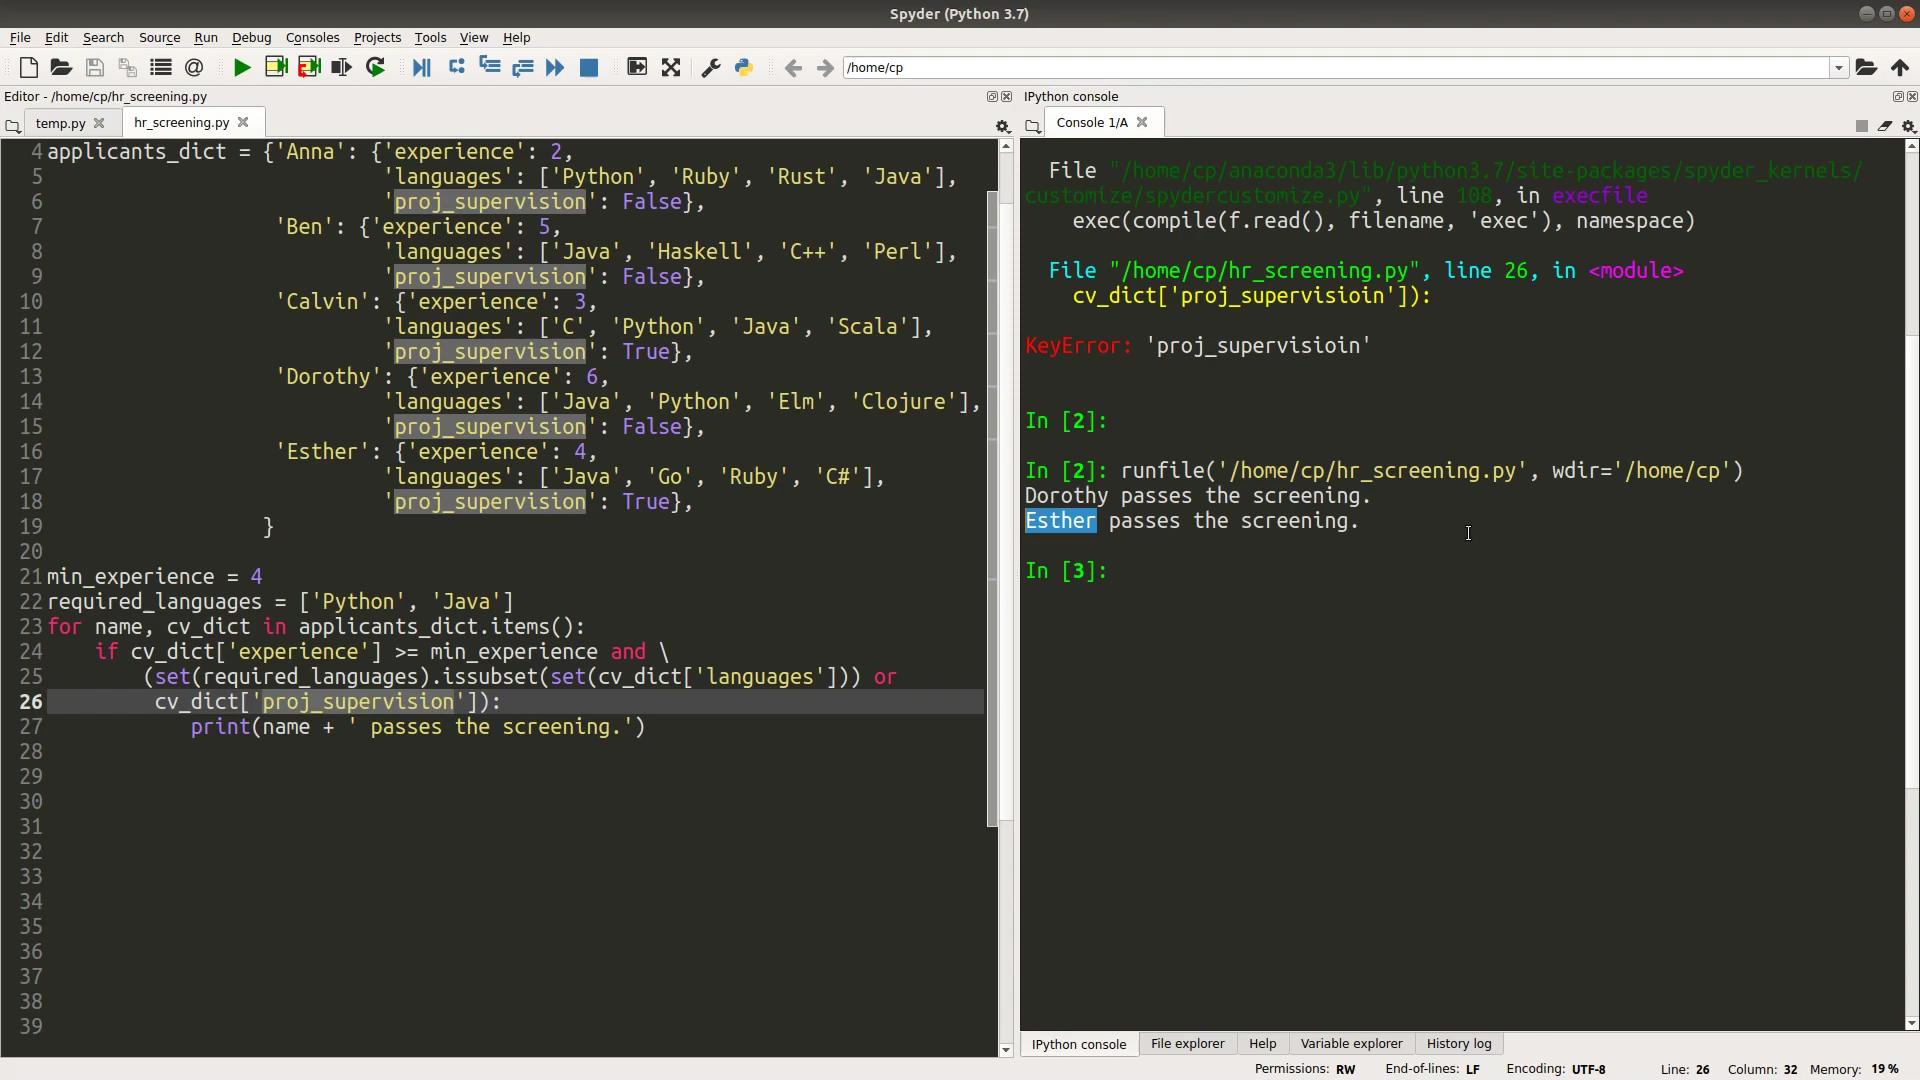 Spyder (Python 3.7)
File Edit Search Source Run Debug Consoles Projects Tools View Help
/home/cp
Editor - /home/cp/hr_screening.py
temp.py hr_screening.py
4 applicants_dict = {'Anna': {'experience': 2,
5 'languages': ['Python', 'Ruby', 'Rust', 'Java'],
6 'proj_supervision': False},
7 'Ben': {'experience': 5,
8 'languages': ['Java', 'Haskell', 'C++', 'Perl'],
9 'proj_supervision': False},
10 'Calvin': {'experience': 3,
11 'languages': ['C', 'Python', 'Java', 'Scala'],
12 'proj_supervision': True},
13 'Dorothy': {'experience': 6,
14 'languages': ['Java', 'Python', 'Elm', 'Clojure'],
15 'proj_supervision': False},
16 'Esther': {'experience': 4,
17 'languages': ['Java', 'Go', 'Ruby', 'C#'],
18 'proj_supervision': True},
19 }
20
21 min_experience = 4
22 required_languages = ['Python', 'Java']
23 for name, cv_dict in applicants_dict.items():
24 if cv_dict['experience'] >= min_experience and \
25 (set(required_languages).issubset(set(cv_dict['languages'])) or
26 cv_dict['proj_supervision']):
27 print(name + ' passes the screening.')
28
29
30
31
32
33
34
35
36
37
38
39
IPython console
Console 1/A
File "/home/cp/anaconda3/lib/python3.7/site-packages/spyder_kernels/
customize/spydercustomize.py", line 108, in execfile
exec(compile(f.read(), filename, 'exec'), namespace)
File "/home/cp/hr_screening.py", line 26, in <module>
cv_dict['proj_supervisioin']):
KeyError: 'proj_supervisioin'
In [2]:
In [2]: runfile('/home/cp/hr_screening.py', wdir='/home/cp')
Dorothy passes the screening.
Esther passes the screening.
In [3]:
IPython console File explorer Help Variable explorer History log
Permissions: RW End-of-lines: LF Encoding: UTF-8 Line: 26 Column: 32 Memory: 19 %